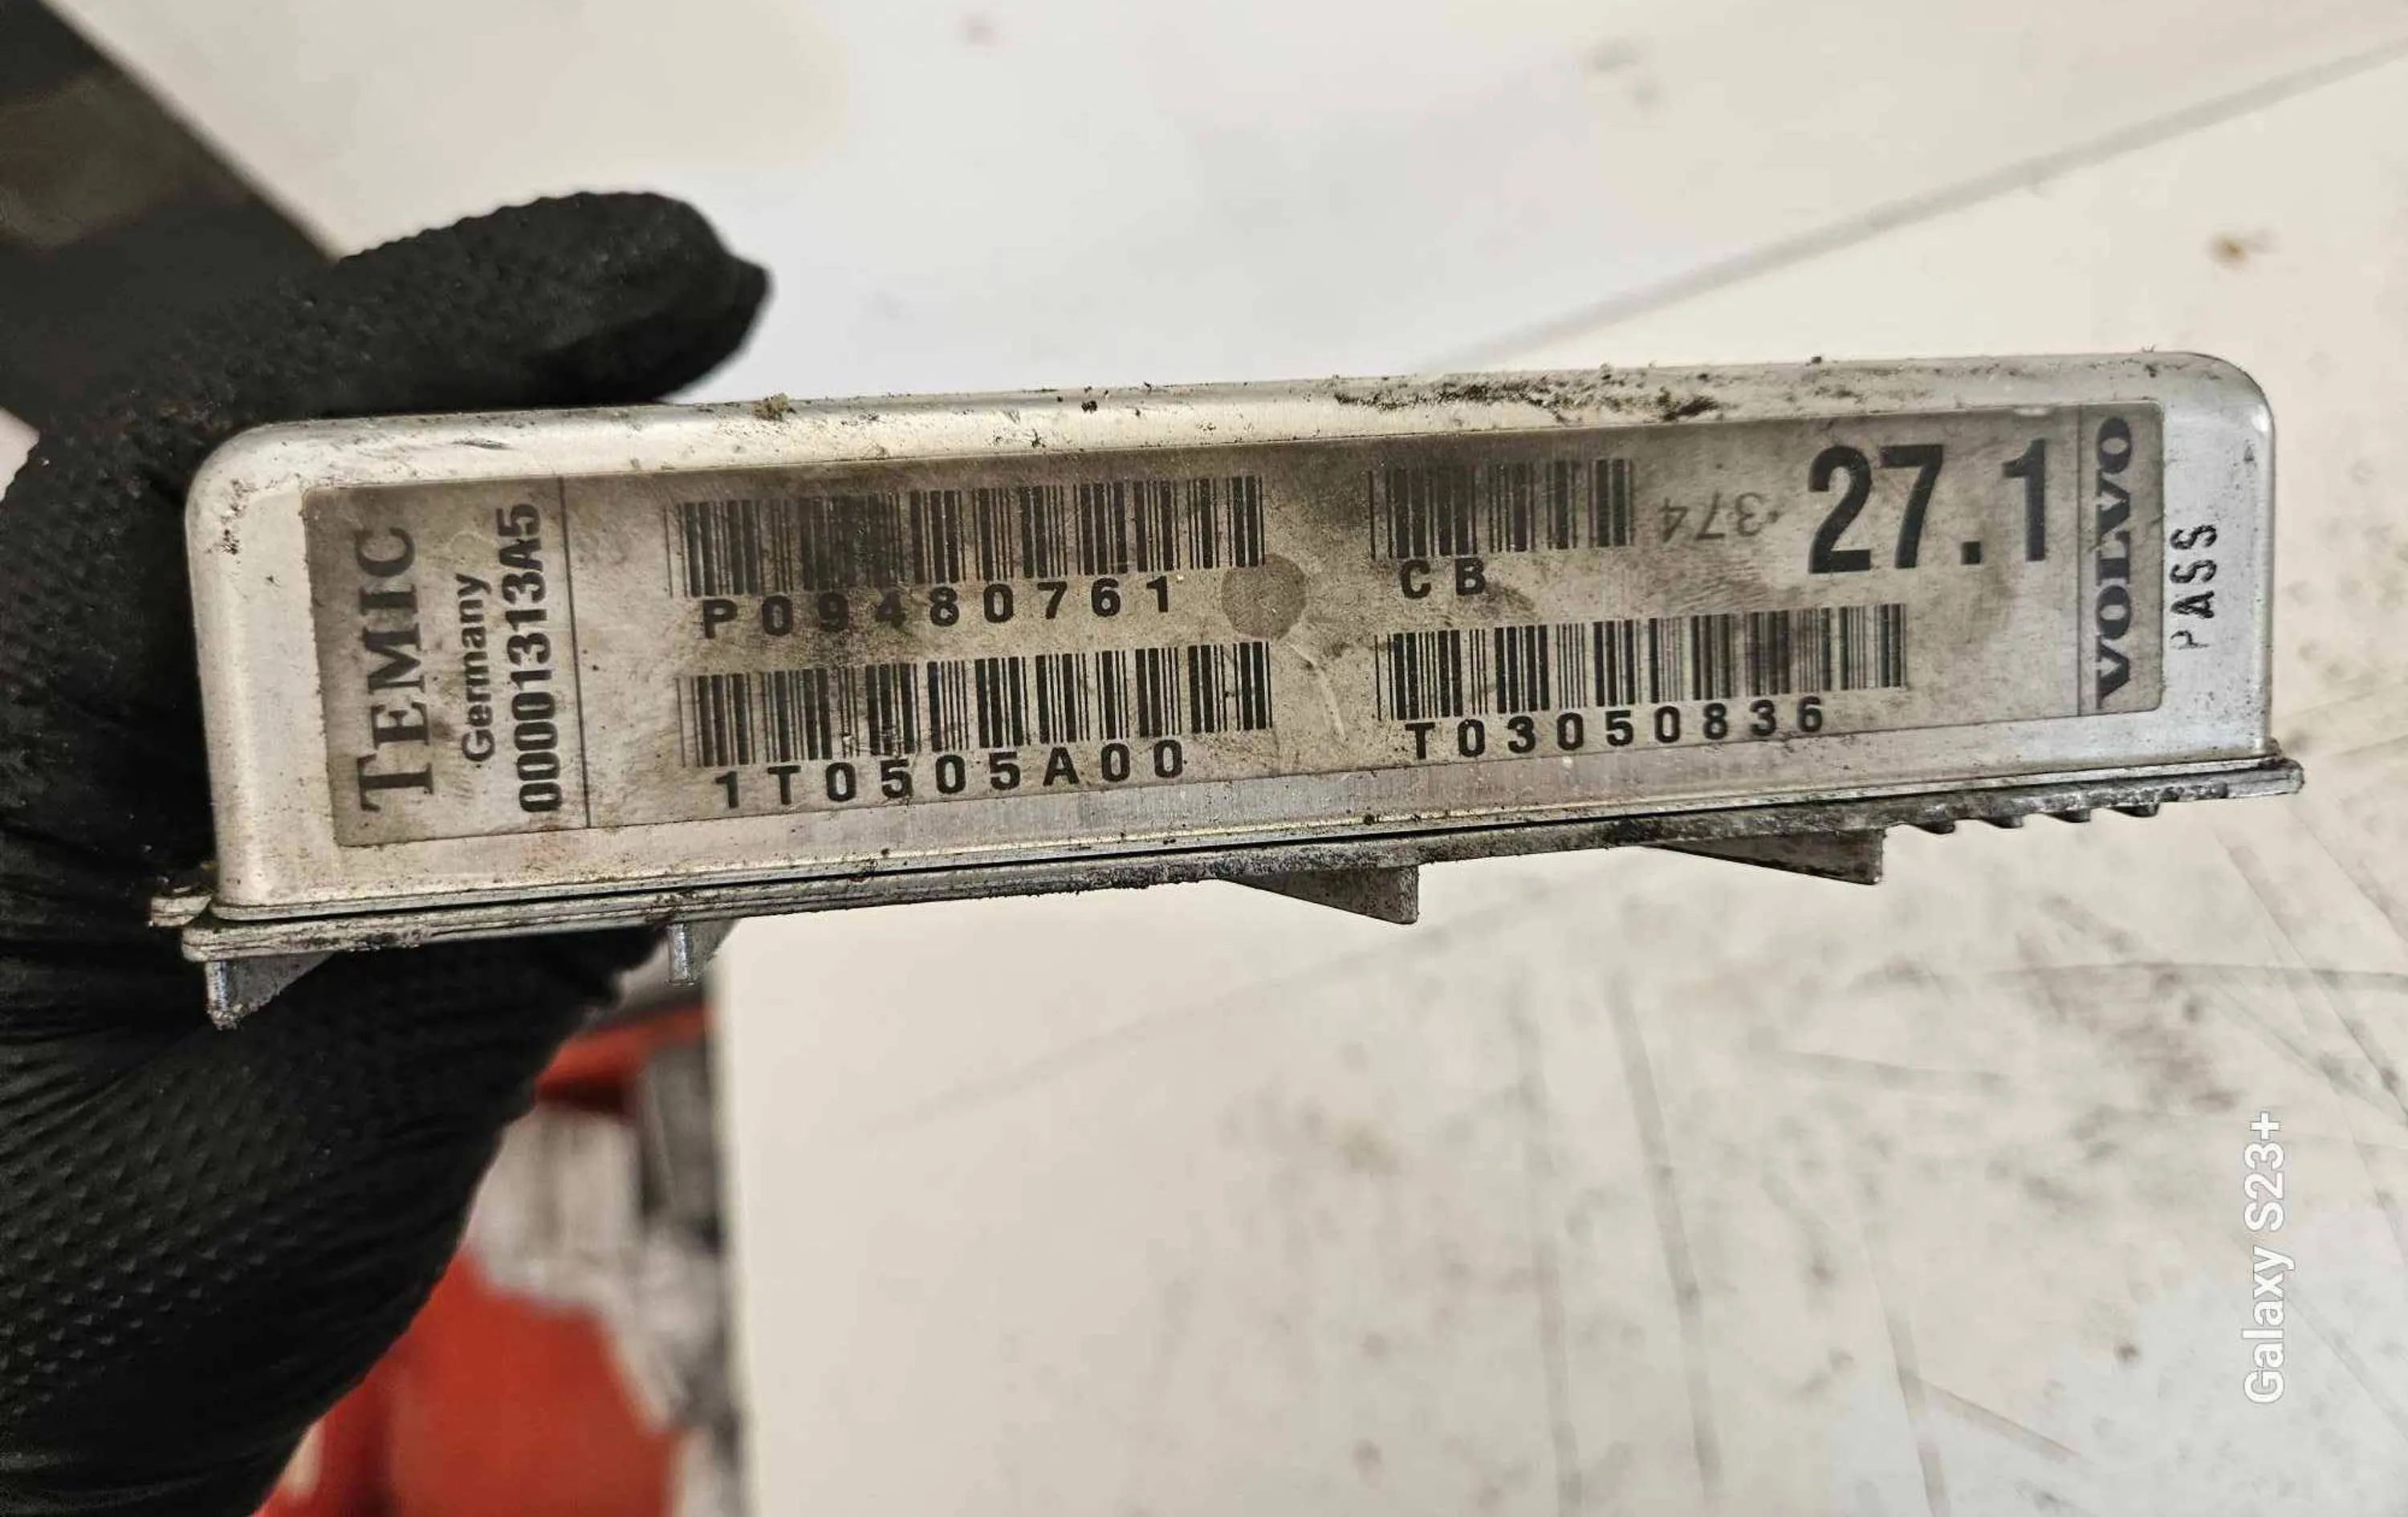 TEMIC
Germany
00001313A5
P09480761
1T0505A00
CB
374
27.1
T03050836
VOLVO
PASS
Galaxy S23+